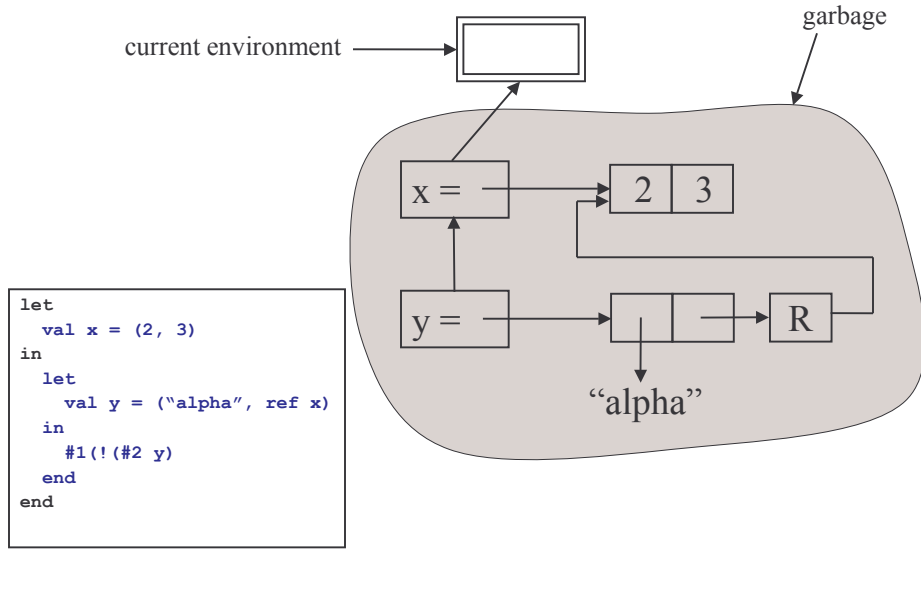 garbage
current environment
x =
2 3
y =
R
“alpha”
let
val x = (2, 3)
in
let
val y = (“alpha”, ref x)
in
#1(!(#2 y)
end
end